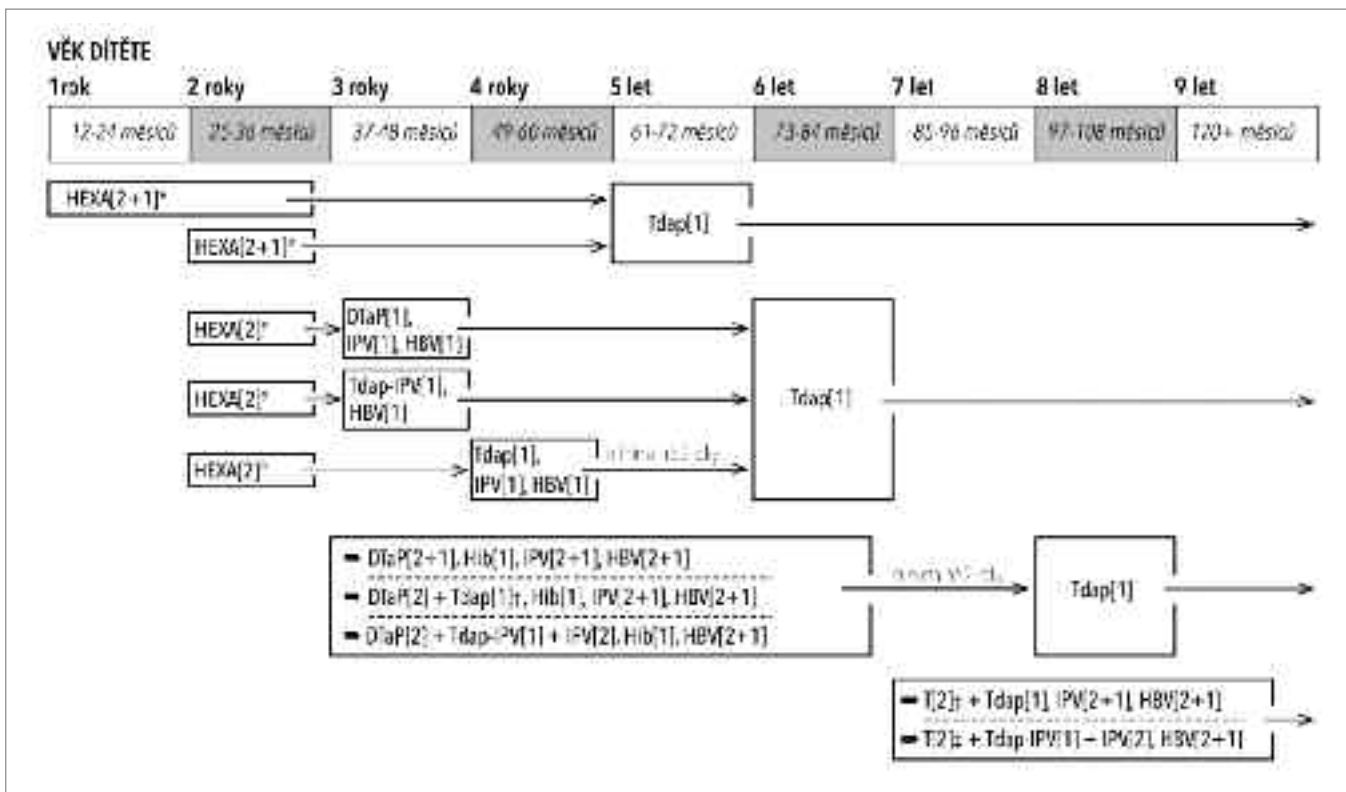 VĚK DÍTĚTE
1 rok 2 roky 3 roky 4 roky 5 let 6 let 7 let 8 let 9 let
12-24 měsíců 25-36 měsíců 37-48 měsíců 49-60 měsíců 61-72 měsíců 73-84 měsíců 85-96 měsíců 97-108 měsíců 120+ měsíců
HEXA[2+1]*
Tdap[1]
HEXA[2+1]*
HEXA[2]*
DTaP[1],
IPV[1], HBV[1]
HEXA[2]*
Tdap-IPV[1],
HBV[1]
Tdap[1]
HEXA[2]*
Tdap[1],
IPV[1], HBV[1]
DTaP[2+1], Hib[1], IPV[2+1], HBV[2+1]
DTaP[2] + Tdap[1]†, Hib[1], IPV[2+1], HBV[2+1]
DTaP[2] + Tdap-IPV[1] + IPV[2], Hib[1], HBV[2+1]
Tdap[1]
T[2]‡ + Tdap[1], IPV[2+1], HBV[2+1]
T[2]‡ + Tdap-IPV[1] + IPV[2], HBV[2+1]